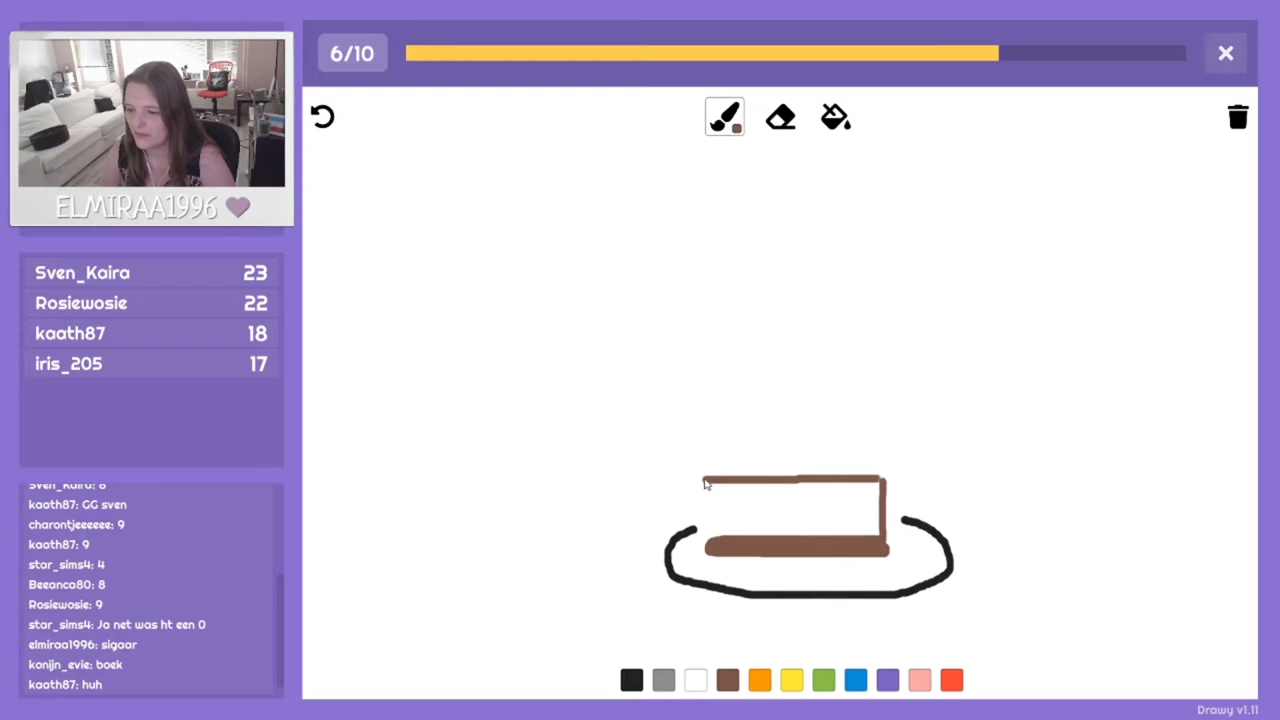 ELMIRAA1996
6/10
Sven_Kaira 23
Rosiewosie 22
kaath87 18
iris_205 17
Sven_Kaira: 8
kaath87: GG sven
charontjeeeeee: 9
kaath87: 9
star_sims4: 4
Beeanca80: 8
Rosiewosie: 9
star_sims4: Ja net was ht een 0
elmiraa1996: sigaar
konijn_evie: boek
kaath87: huh
Drawy v1.11